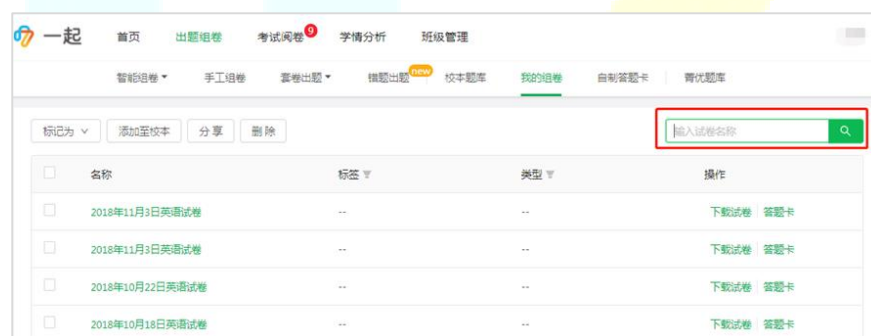 一起 首页 出题组卷 考试阅卷 9 学情分析 班级管理
智能组卷 手工组卷 套卷出题 错题出题 new 校本题库 我的组卷 自制答题卡 菁优题库
标记为 添加至校本 分享 删除 输入试卷名称
名称 标签 类型 操作
2018年11月3日英语试卷 -- -- 下载试卷 答题卡
2018年11月3日英语试卷 -- -- 下载试卷 答题卡
2018年10月22日英语试卷 -- -- 下载试卷 答题卡
2018年10月18日英语试卷 -- -- 下载试卷 答题卡